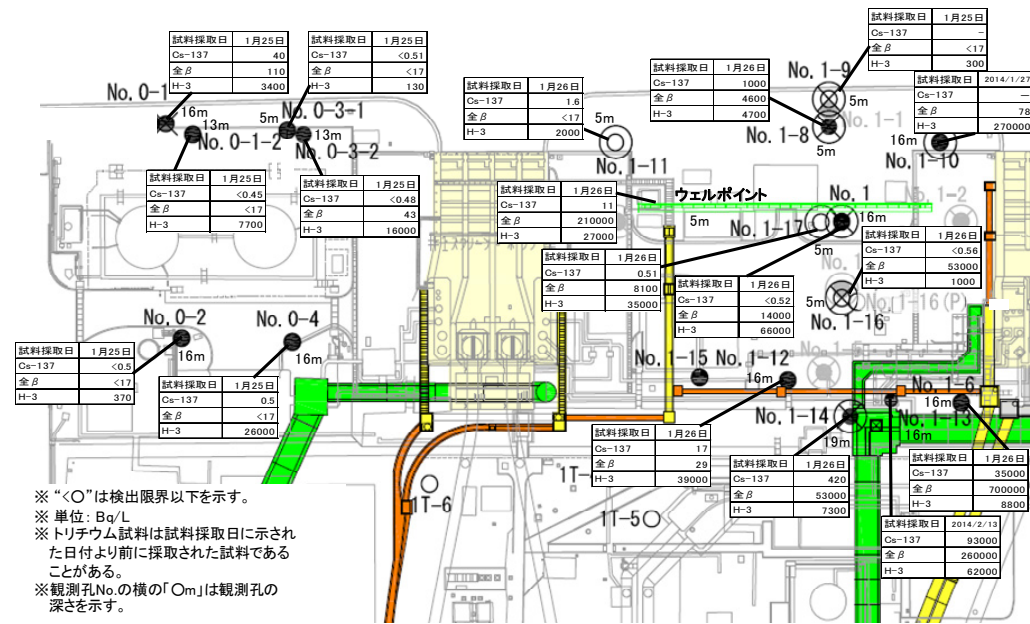 試料採取日 1月25日
Cs-137 40
全β 110
H-3 3400
試料採取日 1月25日
Cs-137 <0.51
全β <17
H-3 130
試料採取日 1月26日
Cs-137 1.6
全β <17
H-3 2000
試料採取日 1月26日
Cs-137 1000
全β 4600
H-3 4700
試料採取日 1月25日
Cs-137 -
全β <17
H-3 300
試料採取日 2014/1/27
Cs-137 -
全β 78
H-3 270000
No. 0-1
16m
13m
No. 0-1-2
5m
No. 0-3-1
13m
No. 0-3-2
5m
No. 1-11
No. 1-9
5m
No. 1-8
5m
No. 1-1
16m
No. 1-10
試料採取日 1月25日
Cs-137 <0.45
全β <17
H-3 7700
試料採取日 1月25日
Cs-137 <0.48
全β 43
H-3 16000
試料採取日 1月26日
Cs-137 11
全β 210000
H-3 27000
ウェルポイント
5m
No. 1
16m
No. 1-17
5m
No. 1-2
試料採取日 1月26日
Cs-137 0.51
全β 8100
H-3 35000
試料採取日 1月26日
Cs-137 <0.52
全β 14000
H-3 66000
試料採取日 1月26日
Cs-137 <0.56
全β 53000
H-3 1000
5m
No. 1-16
No. 1-16(P)
No. 0-2
16m
No. 0-4
16m
試料採取日 1月25日
Cs-137 <0.5
全β <17
H-3 370
試料採取日 1月25日
Cs-137 0.5
全β <17
H-3 26000
No. 1-15
No. 1-12
16m
No. 1-14
19m
No. 1-6
16m
No. 1-13
16m
試料採取日 1月26日
Cs-137 17
全β 29
H-3 39000
試料採取日 1月26日
Cs-137 420
全β 53000
H-3 7300
試料採取日 1月26日
Cs-137 35000
全β 700000
H-3 8800
試料採取日 2014/2/13
Cs-137 93000
全β 260000
H-3 62000
1T-6
1T-
1T-5
※ “<○”は検出限界以下を示す。
※ 単位: Bq/L
※ トリチウム試料は試料採取日に示され
た日付より前に採取された試料である
ことがある。
※観測孔No.の横の「○m」は観測孔の
深さを示す。